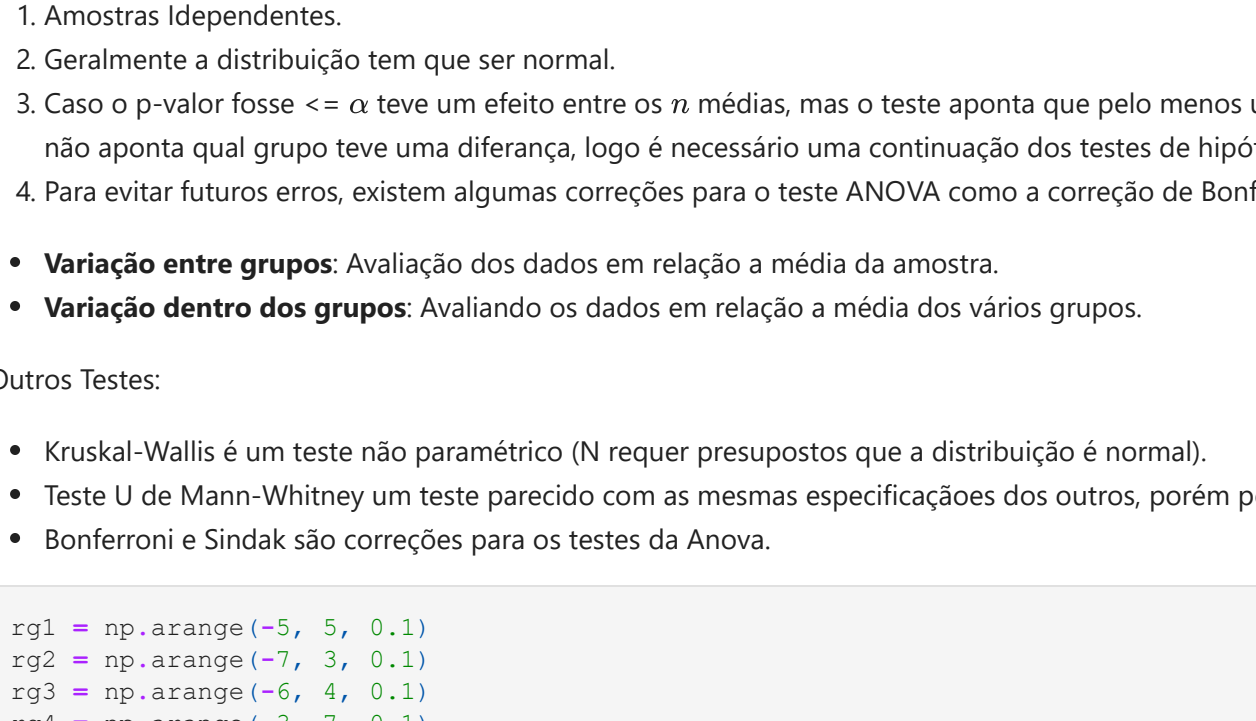 1. Amostras Idependentes.
2. Geralmente a distribuição tem que ser normal.
3. Caso o p-valor fosse <= α teve um efeito entre os n médias, mas o teste aponta que pelo menos
não aponta qual grupo teve uma diferança, logo é necessário uma continuação dos testes de
4. Para evitar futuros erros, existem algumas correções para o teste ANOVA como a correção de
• Variação entre grupos: Avaliação dos dados em relação a média da amostra.
• Variação dentro dos grupos: Avaliando os dados em relação a média dos vários grupos.
Outros Testes:
• Kruskal-Wallis é um teste não paramétrico (N requer presupostos que a distribuição é normal).
• Teste U de Mann-Whitney um teste parecido com as mesmas especificaçãoes dos outros, porém
• Bonferroni e Sindak são correções para os testes da Anova.
rg1 = np.arange(-5, 5, 0.1)
rg2 = np.arange(-7, 3, 0.1)
rg3 = np.arange(-6, 4, 0.1)
rg4 = np.arange(-3, 7, 0.1)